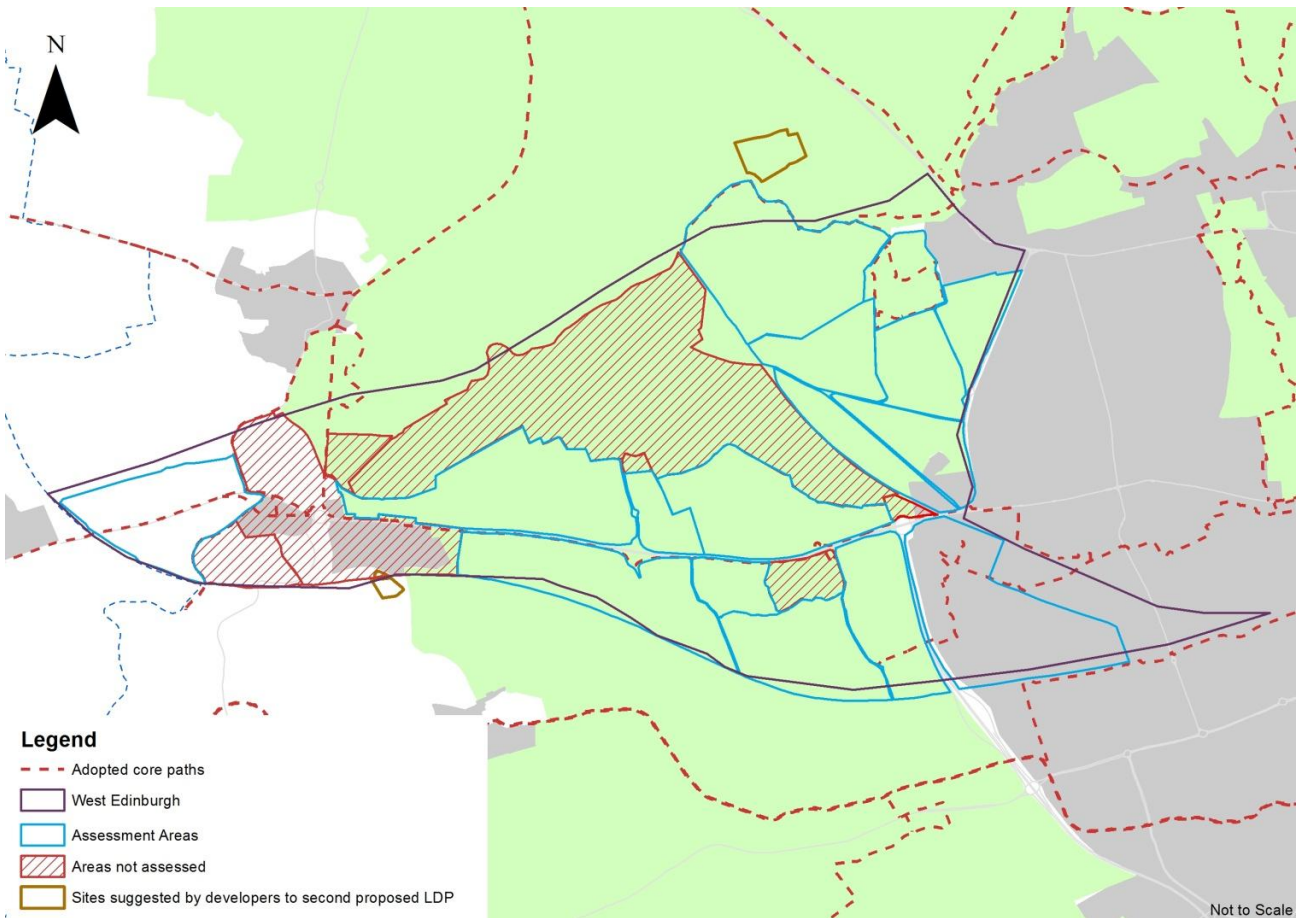 N
Legend
Adopted core paths
West Edinburgh
Assessment Areas
Areas not assessed
Sites suggested by developers to second proposed LDP
Not to Scale